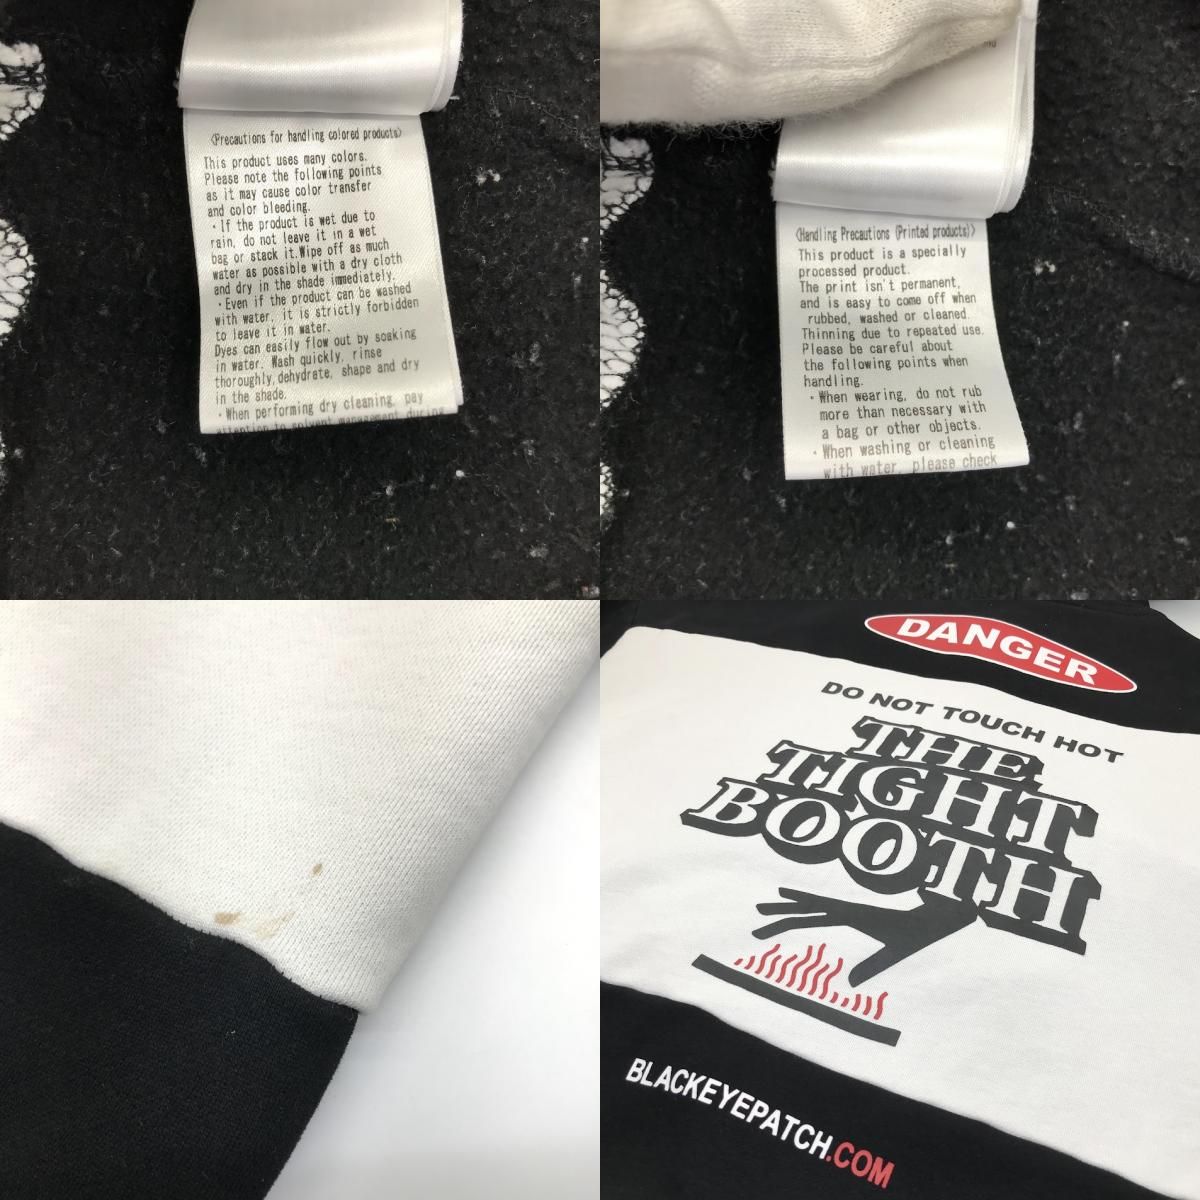 〈Precautions for handling colored products〉
This product uses many colors.
Please note the following points
as it may cause color transfer
and color bleeding.
・If the product is wet due to
rain, do not leave it in a wet
bag or stack it.Wipe off as much
water as possible with a dry cloth
and dry in the shade immediately.
・Even if the product can be washed
with water, it is strictly forbidden
to leave it in water.
Dyes can easily flow out by soaking
in water. Wash quickly, rinse
thoroughly,dehydrate, shape and dry
in the shade.
・When performing dry cleaning, pay
attention to solvent management during
〈Handling Precautions (Printed products)〉
This product is a specially
processed product.
The print isn't permanent,
and is easy to come off when
rubbed, washed or cleaned.
Thinning due to repeated use.
Please be careful about
the following points when
handling.
・When wearing, do not rub
more than necessary with
a bag or other objects.
・When washing or cleaning
with water, please check
DANGER
DO NOT TOUCH HOT
THE
TIGHT
BOOTH
BLACKEYEPATCH.COM